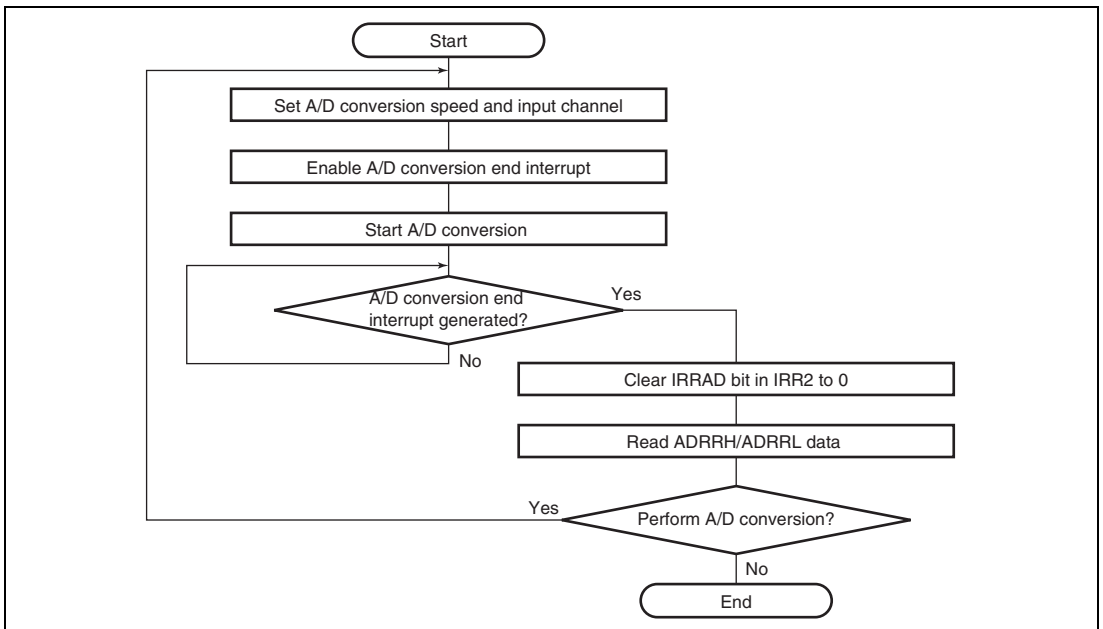 Start
Set A/D conversion speed and input channel
Enable A/D conversion end interrupt
Start A/D conversion
A/D conversion end
interrupt generated?
Yes
No
Clear IRRAD bit in IRR2 to 0
Read ADRRH/ADRRL data
Yes
Perform A/D conversion?
No
End